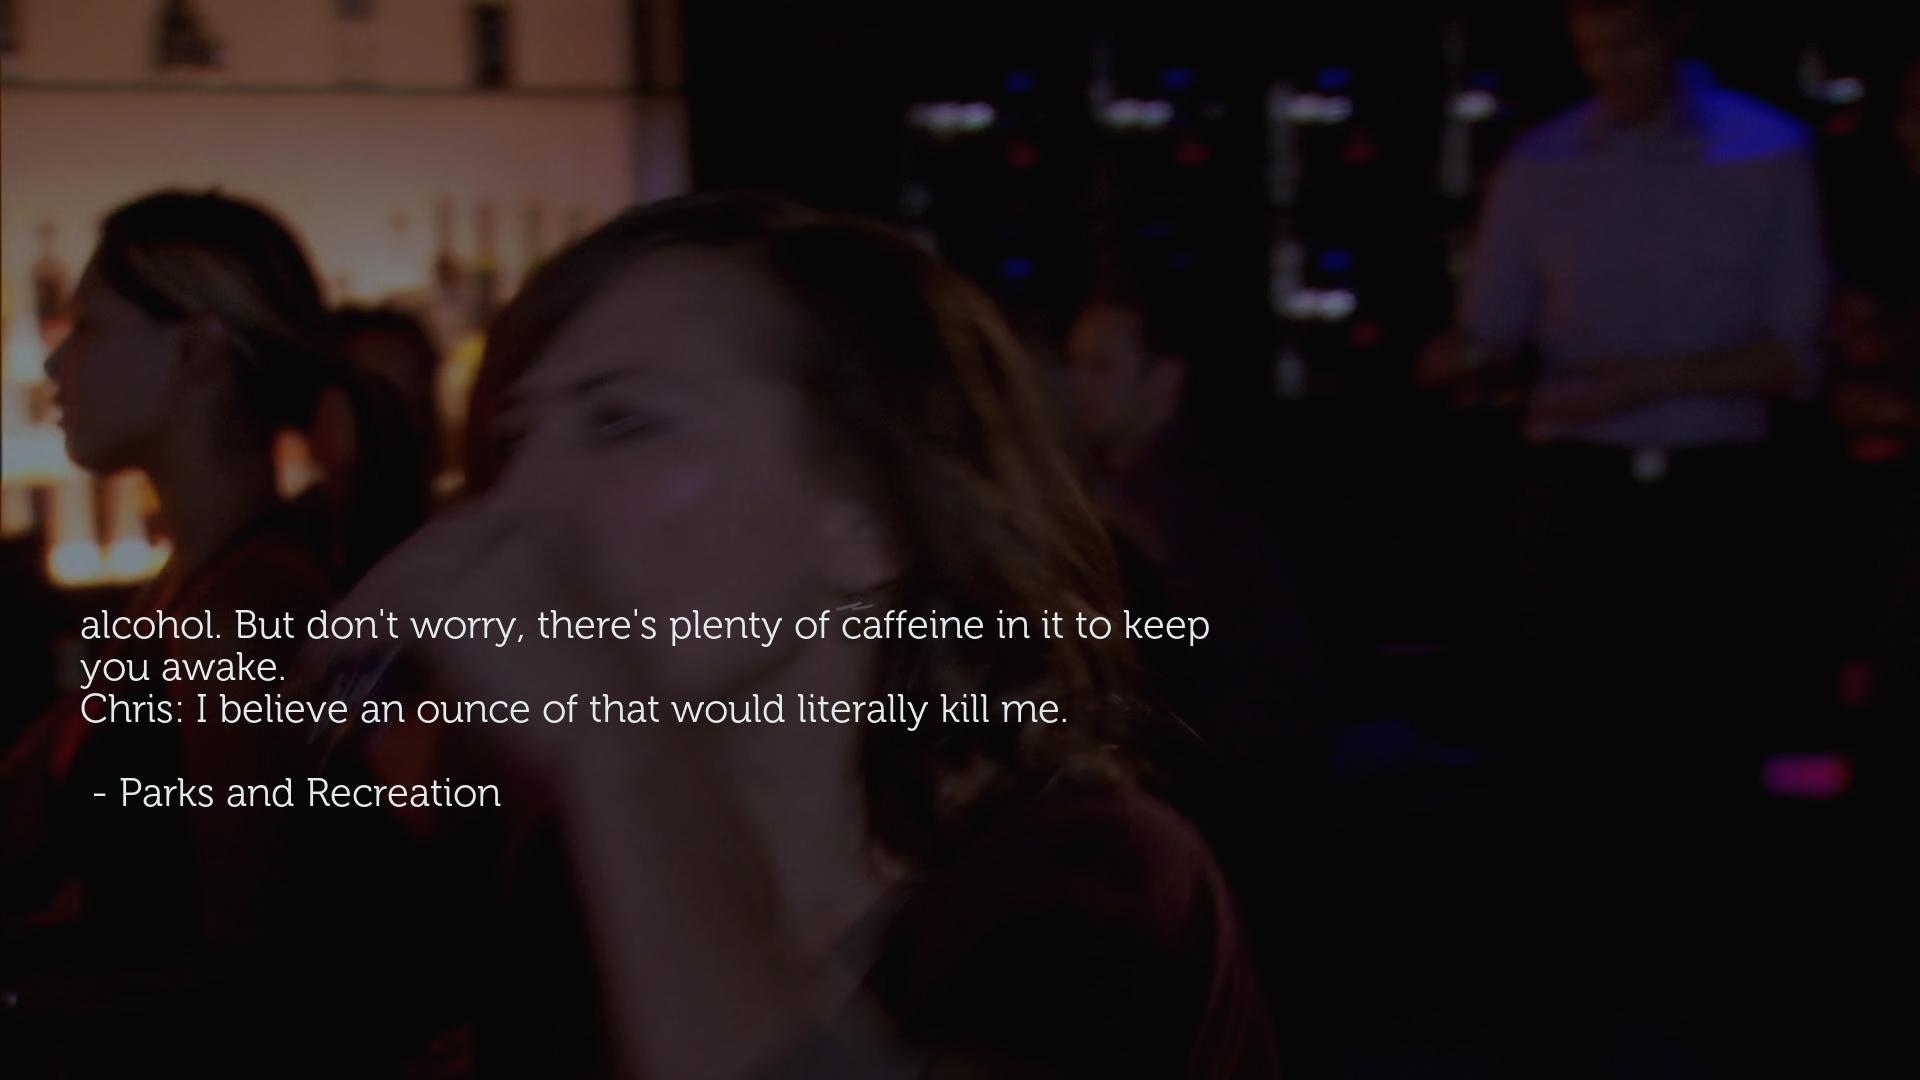 alcohol. But don't worry, there's plenty of caffeine in it to keep
you awake.
Chris: I believe an ounce of that would literally kill me.
- Parks and Recreation